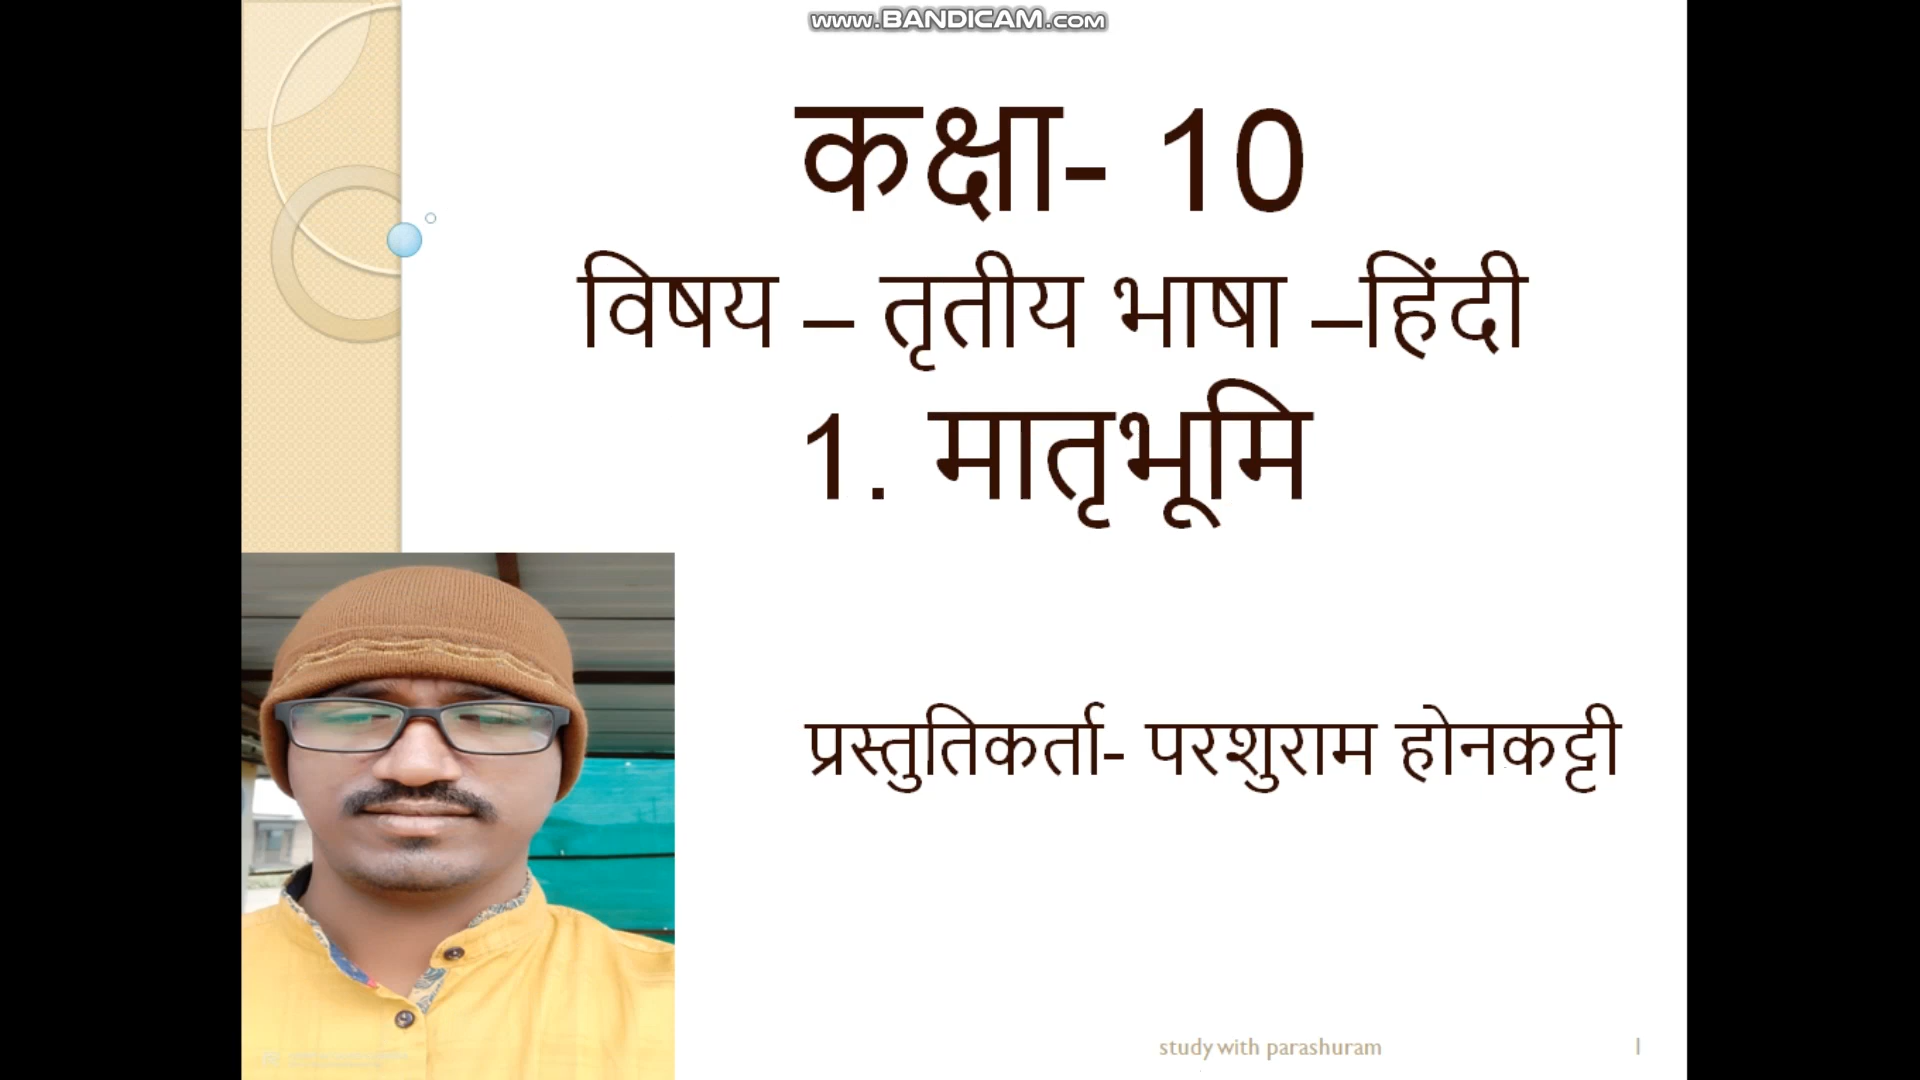 www.BANDICAM.com
कक्षा- 10
विषय – तृतीय भाषा –हिंदी
1. मातृभूमि
प्रस्तुतिकर्ता- परशुराम होनकट्टी
study with parashuram 1